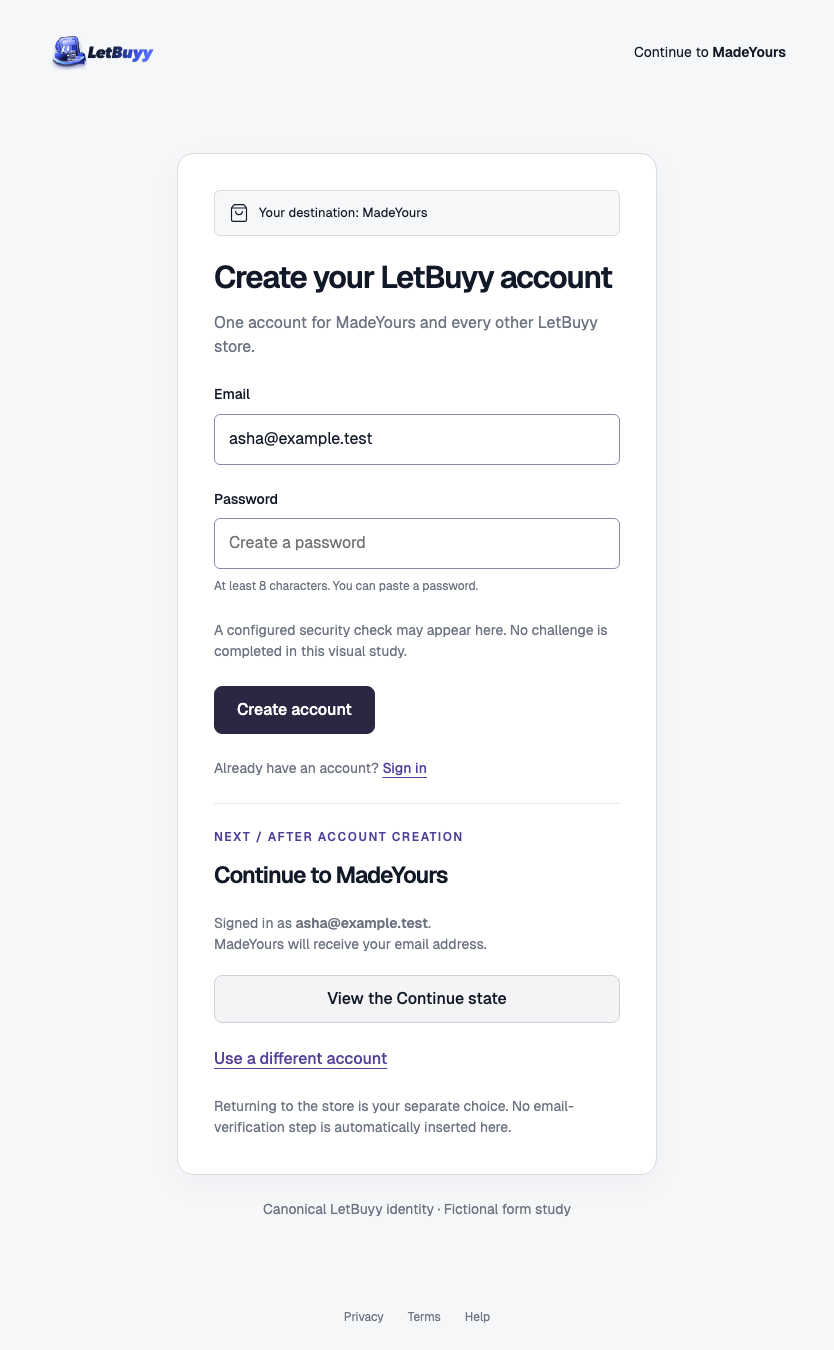 LetBuyy
Continue to MadeYours
Your destination: MadeYours
Create your LetBuyy account
One account for MadeYours and every other LetBuyy
store.
Email
asha@example.test
Password
Create a password
At least 8 characters. You can paste a password.
A configured security check may appear here. No challenge is
completed in this visual study.
Create account
Already have an account? Sign in
NEXT / AFTER ACCOUNT CREATION
Continue to MadeYours
Signed in as asha@example.test.
MadeYours will receive your email address.
View the Continue state
Use a different account
Returning to the store is your separate choice. No email-
verification step is automatically inserted here.
Canonical LetBuyy identity · Fictional form study
Privacy Terms Help